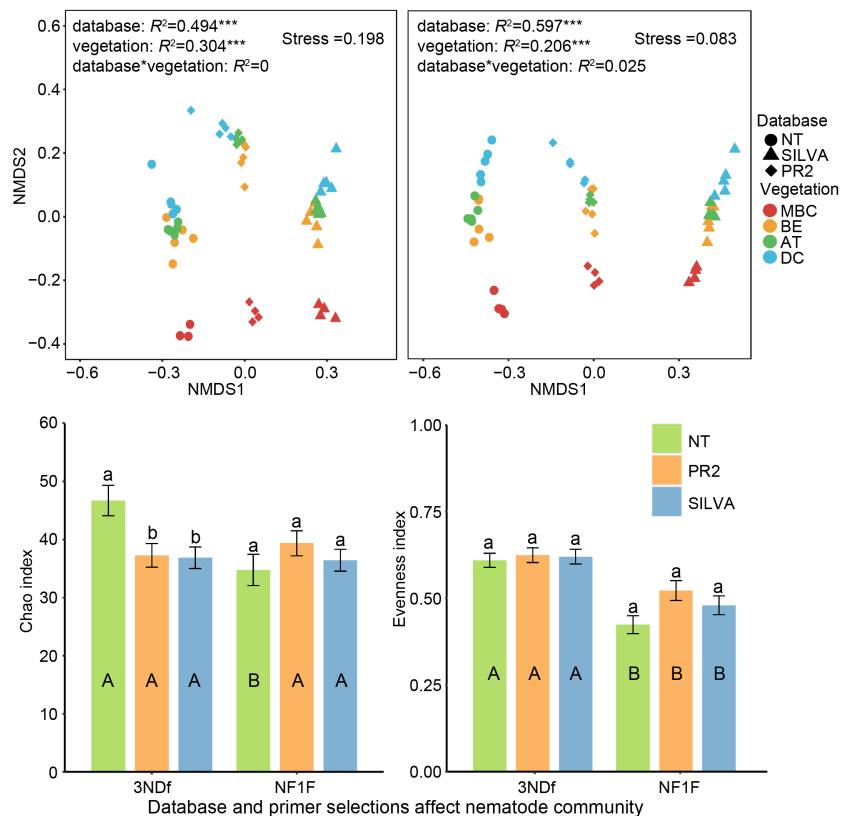 database: R²=0.494***
vegetation: R²=0.304***
database*vegetation: R²=0
Stress =0.198
database: R²=0.597***
vegetation: R²=0.206***
database*vegetation: R²=0.025
Stress =0.083
NMDS2
0.6
0.4
0.2
0.0
−0.2
−0.4
−0.6
−0.3
0.0
0.3
NMDS1
−0.6
−0.3
0.0
0.3
NMDS1
Database
NT
SILVA
PR2
Vegetation
MBC
BE
AT
DC
Chao index
60
50
40
30
20
10
0
a
b
b
a
a
a
A
A
A
B
A
A
3NDf
NF1F
Evenness index
1.00
0.75
0.50
0.25
0.00
NT
PR2
SILVA
a
a
a
a
a
a
A
A
A
B
B
B
3NDf
NF1F
Database and primer selections affect nematode community